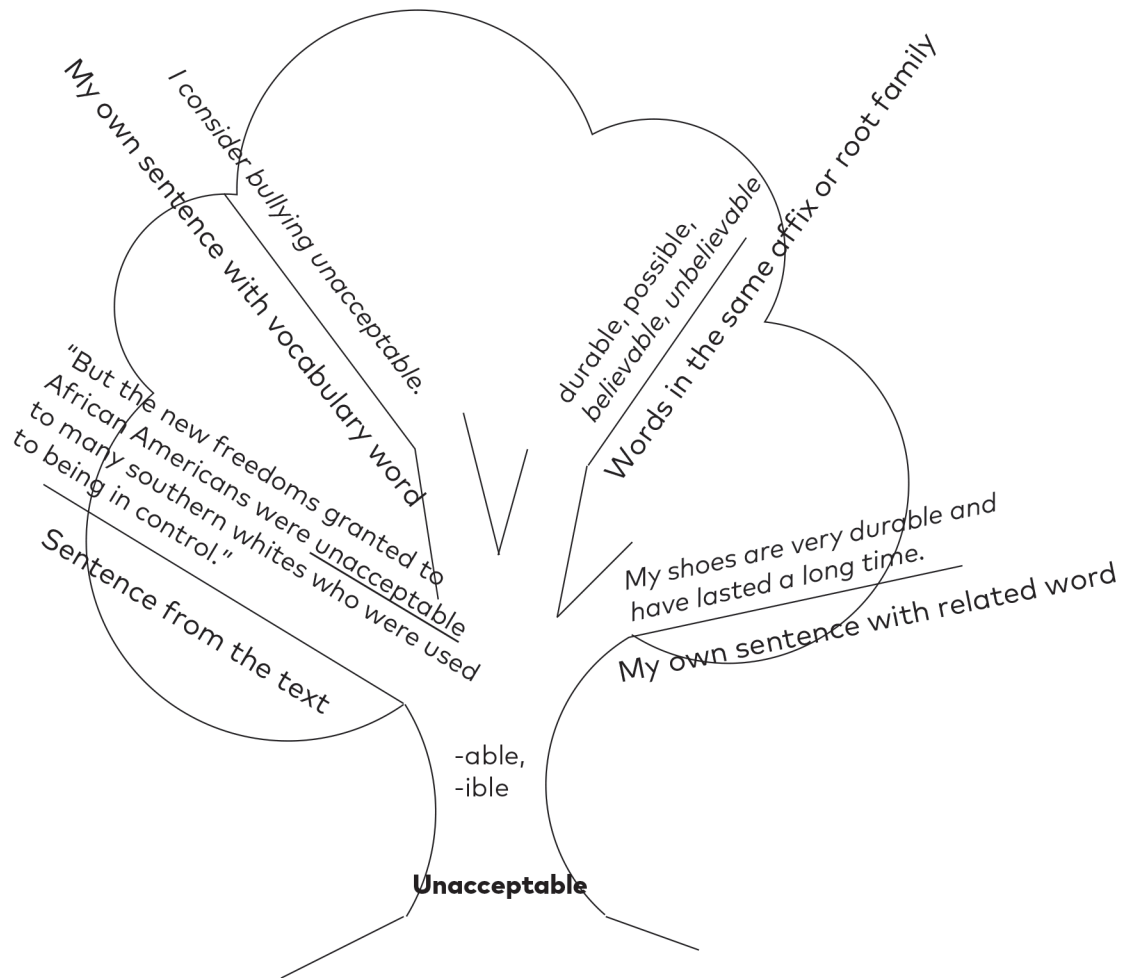 My own sentence with vocabulary word
I consider bullying unacceptable.
durable, possible,
believable, unbelievable
Words in the same affix or root family
"But the new freedoms granted to
African Americans were unacceptable
to many southern whites who were used
to being in control."
Sentence from the text
My shoes are very durable and
have lasted a long time.
My own sentence with related word
-able,
-ible
Unacceptable